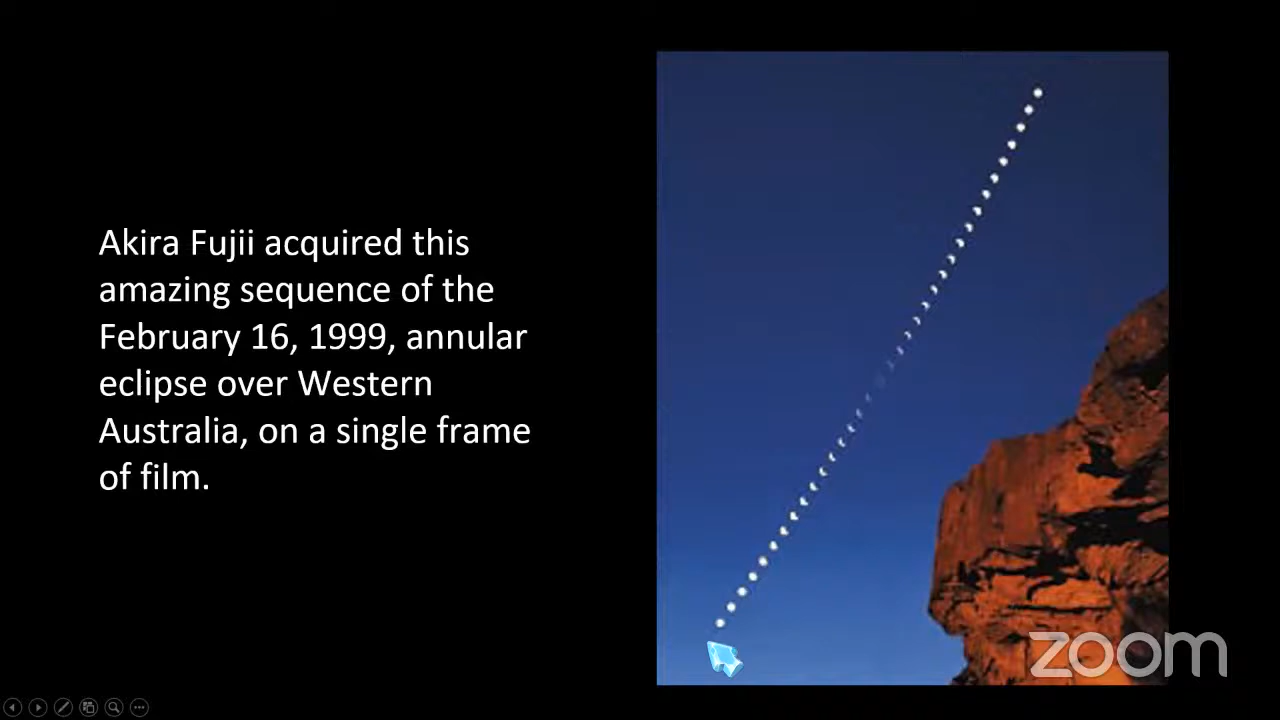 Akira Fujii acquired this
amazing sequence of the
February 16, 1999, annular
eclipse over Western
Australia, on a single frame
of film.
zoom